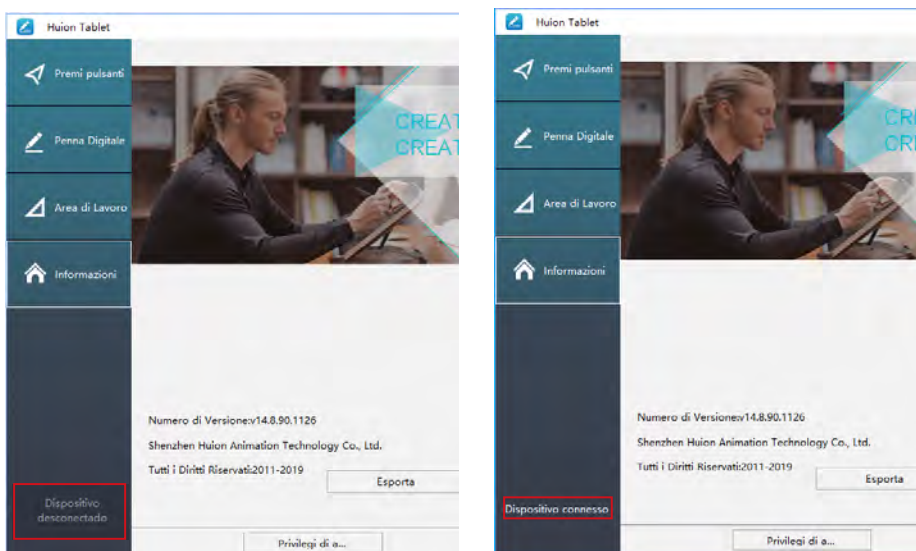 Huion Tablet
Premi pulsanti
Penna Digitale
Area di Lavoro
Informazioni
CREAT
CREAT
Numero di Versione:v14.8.90.1126
Shenzhen Huion Animation Technology Co., Ltd.
Tutti i Diritti Riservati:2011-2019
Esporta
Dispositivo
desconectado
Privilegi di a...
Huion Tablet
Premi pulsanti
Penna Digitale
Area di Lavoro
Informazioni
CRE
CRE
Numero di Versione:v14.8.90.1126
Shenzhen Huion Animation Technology Co., Ltd.
Tutti i Diritti Riservati:2011-2019
Esporta
Dispositivo connesso
Privilegi di a...